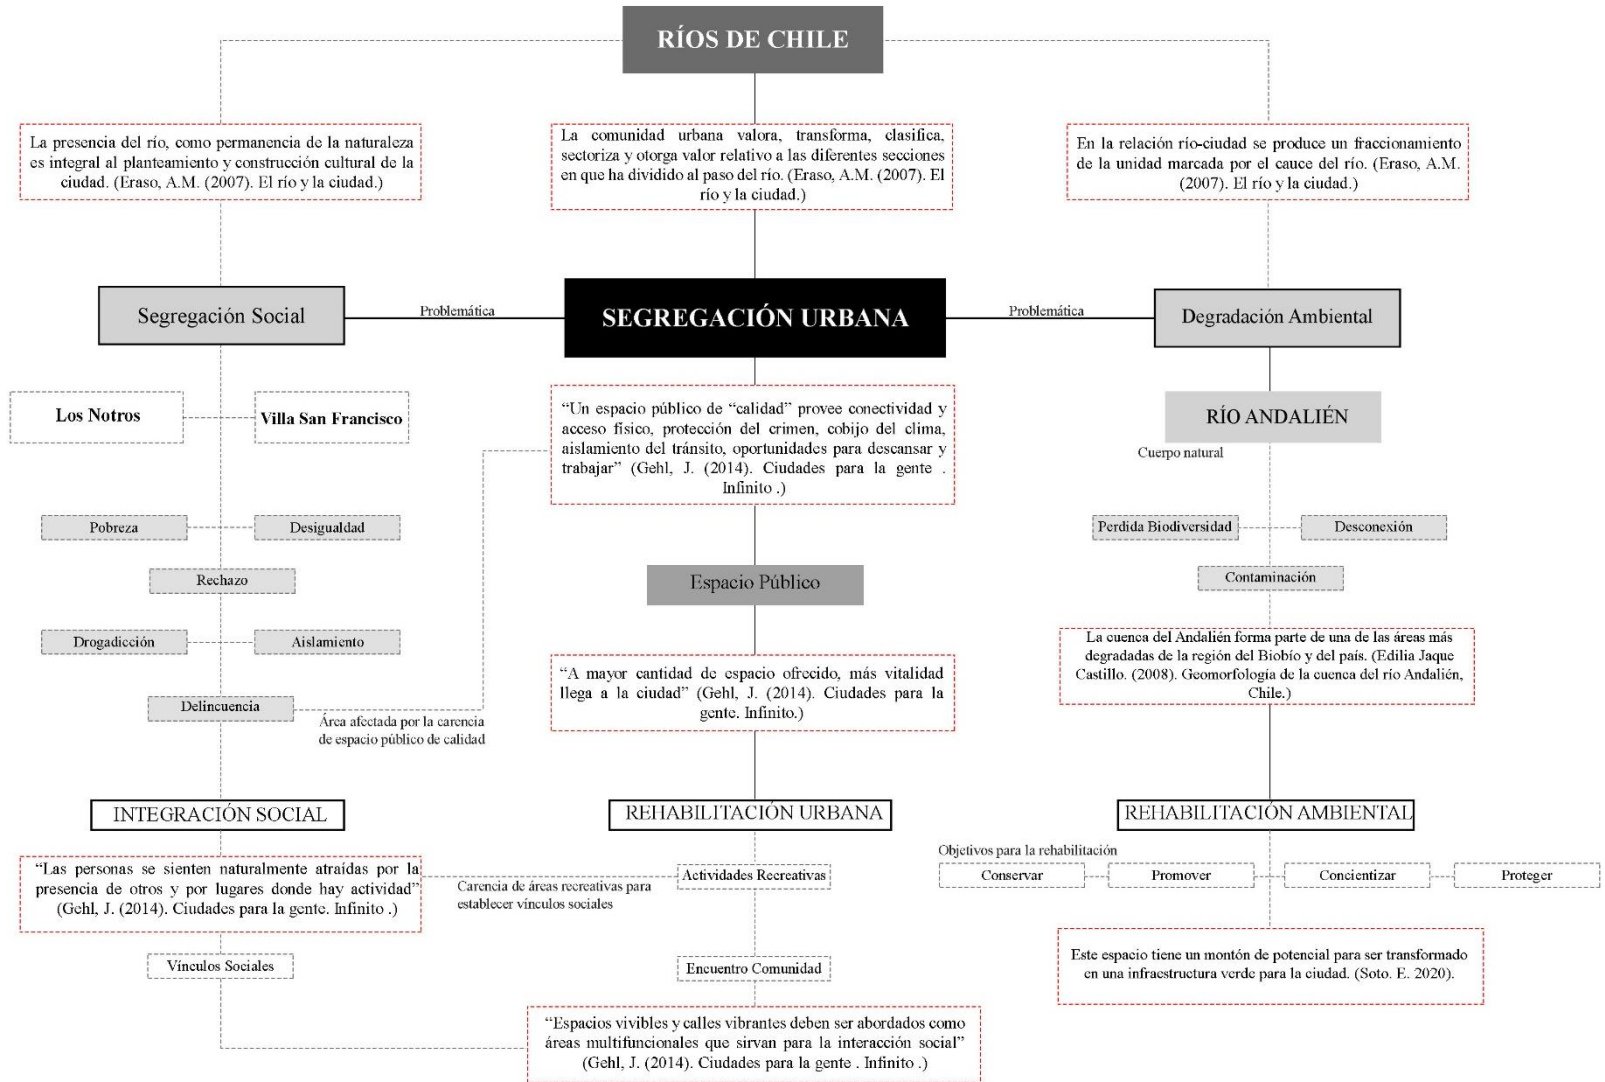 RÍOS DE CHILE
La presencia del río, como permanencia de la naturaleza
es integral al planteamiento y construcción cultural de la
ciudad. (Eraso, A.M. (2007). El río y la ciudad.)
La comunidad urbana valora, transforma, clasifica,
sectoriza y otorga valor relativo a las diferentes secciones
en que ha dividido al paso del río. (Eraso, A.M. (2007). El
río y la ciudad.)
En la relación río-ciudad se produce un fraccionamiento
de la unidad marcada por el cauce del río. (Eraso, A.M.
(2007). El río y la ciudad.)
Segregación Social
Problemática
SEGREGACIÓN URBANA
Problemática
Degradación Ambiental
Los Notros
Villa San Francisco
“Un espacio público de “calidad” provee conectividad y
acceso físico, protección del crimen, cobijo del clima,
aislamiento del tránsito, oportunidades para descansar y
trabajar” (Gehl, J. (2014). Ciudades para la gente .
Infinito .)
RÍO ANDALIÉN
Cuerpo natural
Pobreza
Desigualdad
Rechazo
Drogadicción
Aislamiento
Delincuencia
Área afectada por la carencia
de espacio público de calidad
Espacio Público
“A mayor cantidad de espacio ofrecido, más vitalidad
llega a la ciudad” (Gehl, J. (2014). Ciudades para la
gente. Infinito.)
Perdida Biodiversidad
Desconexión
Contaminación
La cuenca del Andalién forma parte de una de las áreas más
degradadas de la región del Biobío y del país. (Edilia Jaque
Castillo. (2008). Geomorfología de la cuenca del río Andalién,
Chile.)
INTEGRACIÓN SOCIAL
REHABILITACIÓN URBANA
REHABILITACIÓN AMBIENTAL
“Las personas se sienten naturalmente atraídas por la
presencia de otros y por lugares donde hay actividad”
(Gehl, J. (2014). Ciudades para la gente. Infinito .)
Carencia de áreas recreativas para
establecer vínculos sociales
Actividades Recreativas
Objetivos para la rehabilitación
Conservar
Promover
Concientizar
Proteger
Vínculos Sociales
Encuentro Comunidad
Este espacio tiene un montón de potencial para ser transformado
en una infraestructura verde para la ciudad. (Soto. E. 2020).
“Espacios vivibles y calles vibrantes deben ser abordados como
áreas multifuncionales que sirvan para la interacción social”
(Gehl, J. (2014). Ciudades para la gente . Infinito .)